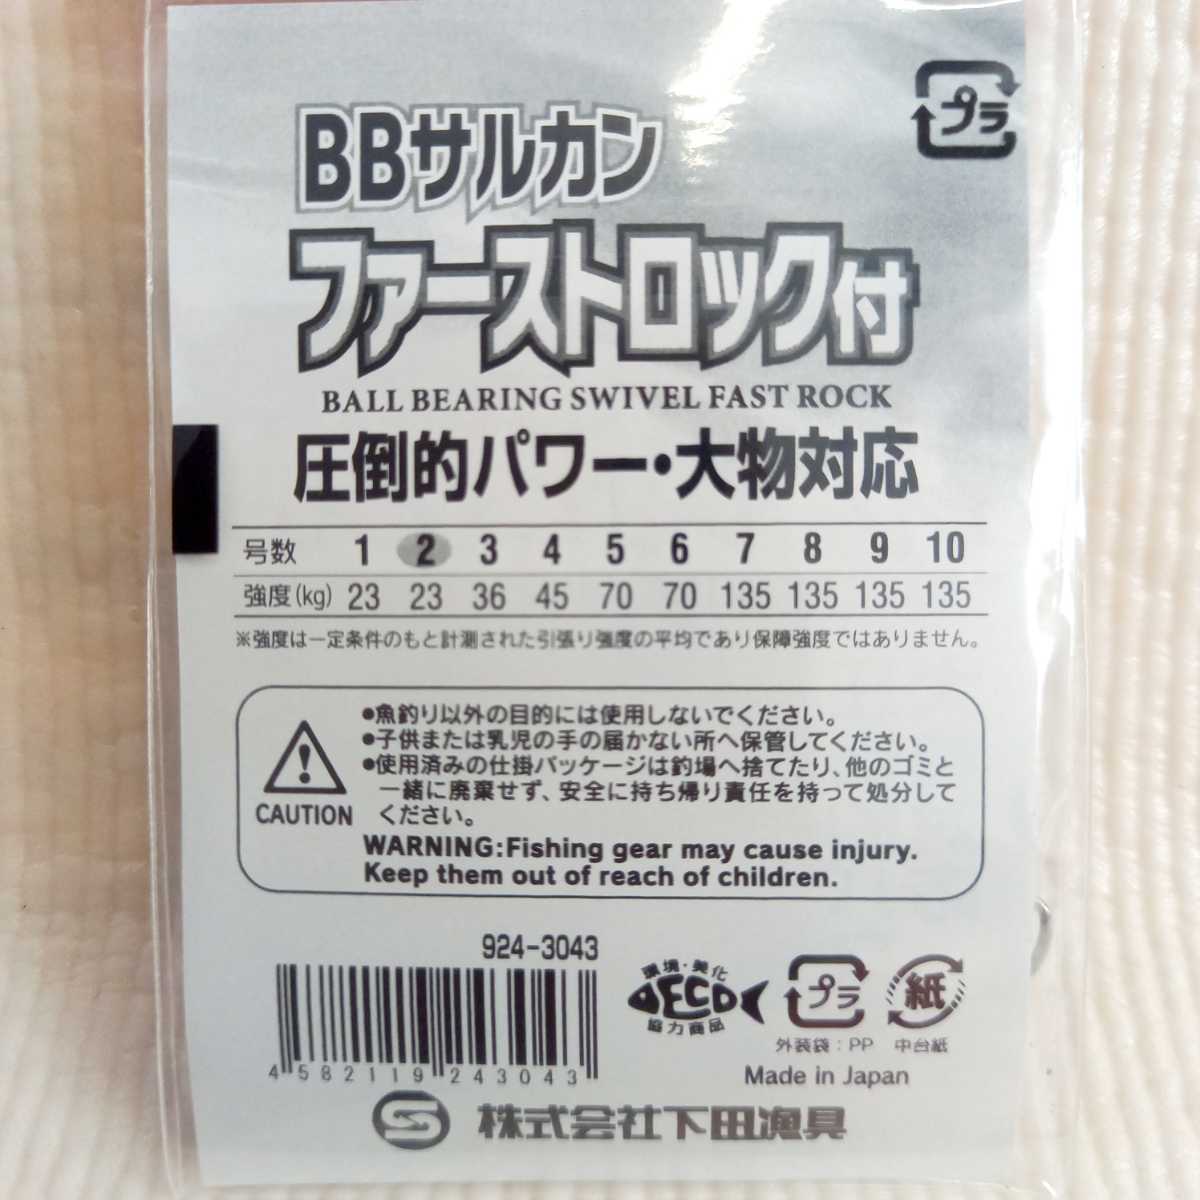 プラ
BBサルカン
ファーストロック付
BALL BEARING SWIVEL FAST ROCK
圧倒的パワー・大物対応
号数 1 2 3 4 5 6 7 8 9 10
強度(kg) 23 23 36 45 70 70 135 135 135 135
※強度は一定条件のもと計測された引張り強度の平均であり保障強度ではありません。
●魚釣り以外の目的には使用しないでください。
●子供または乳児の手の届かない所へ保管してください。
●使用済みの仕掛パッケージは釣場へ捨てたり、他のゴミと
一緒に廃棄せず、安全に持ち帰り責任を持って処分して
ください。
CAUTION
WARNING:Fishing gear may cause injury.
Keep them out of reach of children.
924-3043
4582119243043
環境・美化
ECO
協力商品
プラ
外装袋:PP
紙
中台紙
Made in Japan
株式会社下田漁具